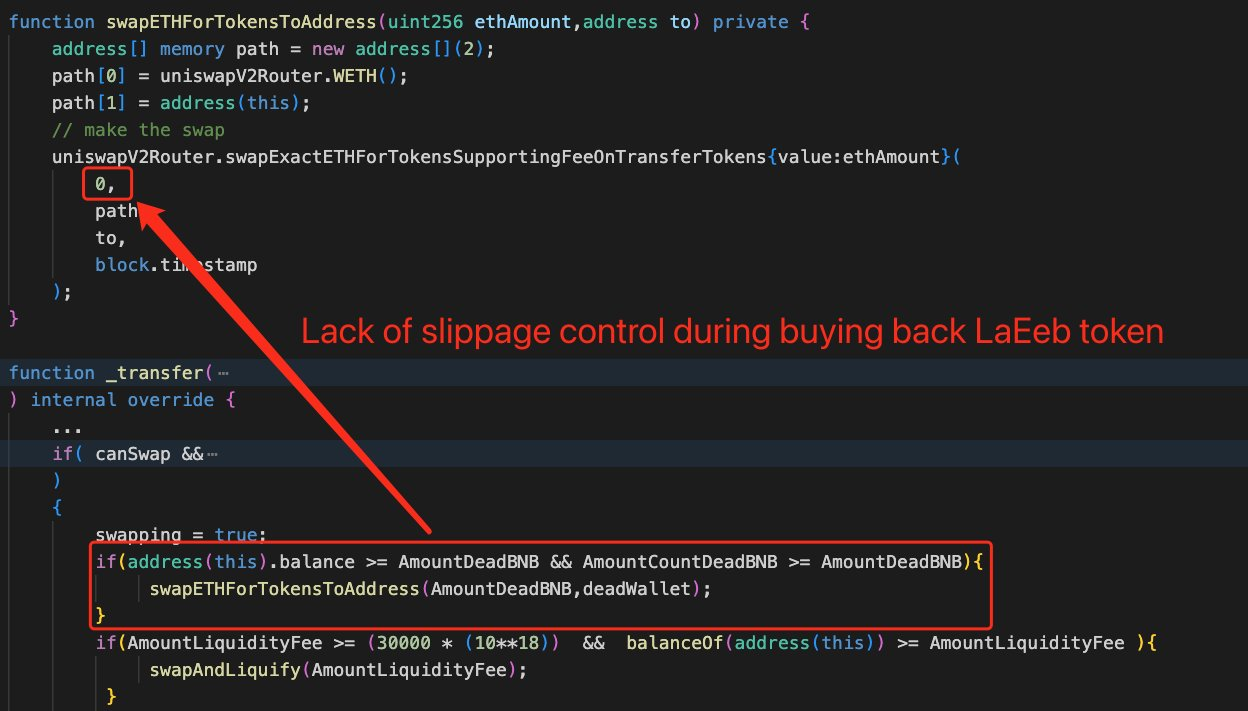 function swapETHForTokensToAddress(uint256 ethAmount,address to) private {
address[] memory path = new address[](2);
path[0] = uniswapV2Router.WETH();
path[1] = address(this);
// make the swap
uniswapV2Router.swapExactETHForTokensSupportingFeeOnTransferTokens{value:ethAmount}(
0,
path
to,
block.timestamp
);
}
Lack of slippage control during buying back LaEeb token
function _transfer(…
) internal override {
...
if( canSwap &&…
)
{
swapping = true;
if(address(this).balance >= AmountDeadBNB && AmountCountDeadBNB >= AmountDeadBNB){
swapETHForTokensToAddress(AmountDeadBNB,deadWallet);
}
if(AmountLiquidityFee >= (30000 * (10**18)) && balanceOf(address(this)) >= AmountLiquidityFee ){
swapAndLiquify(AmountLiquidityFee);
}